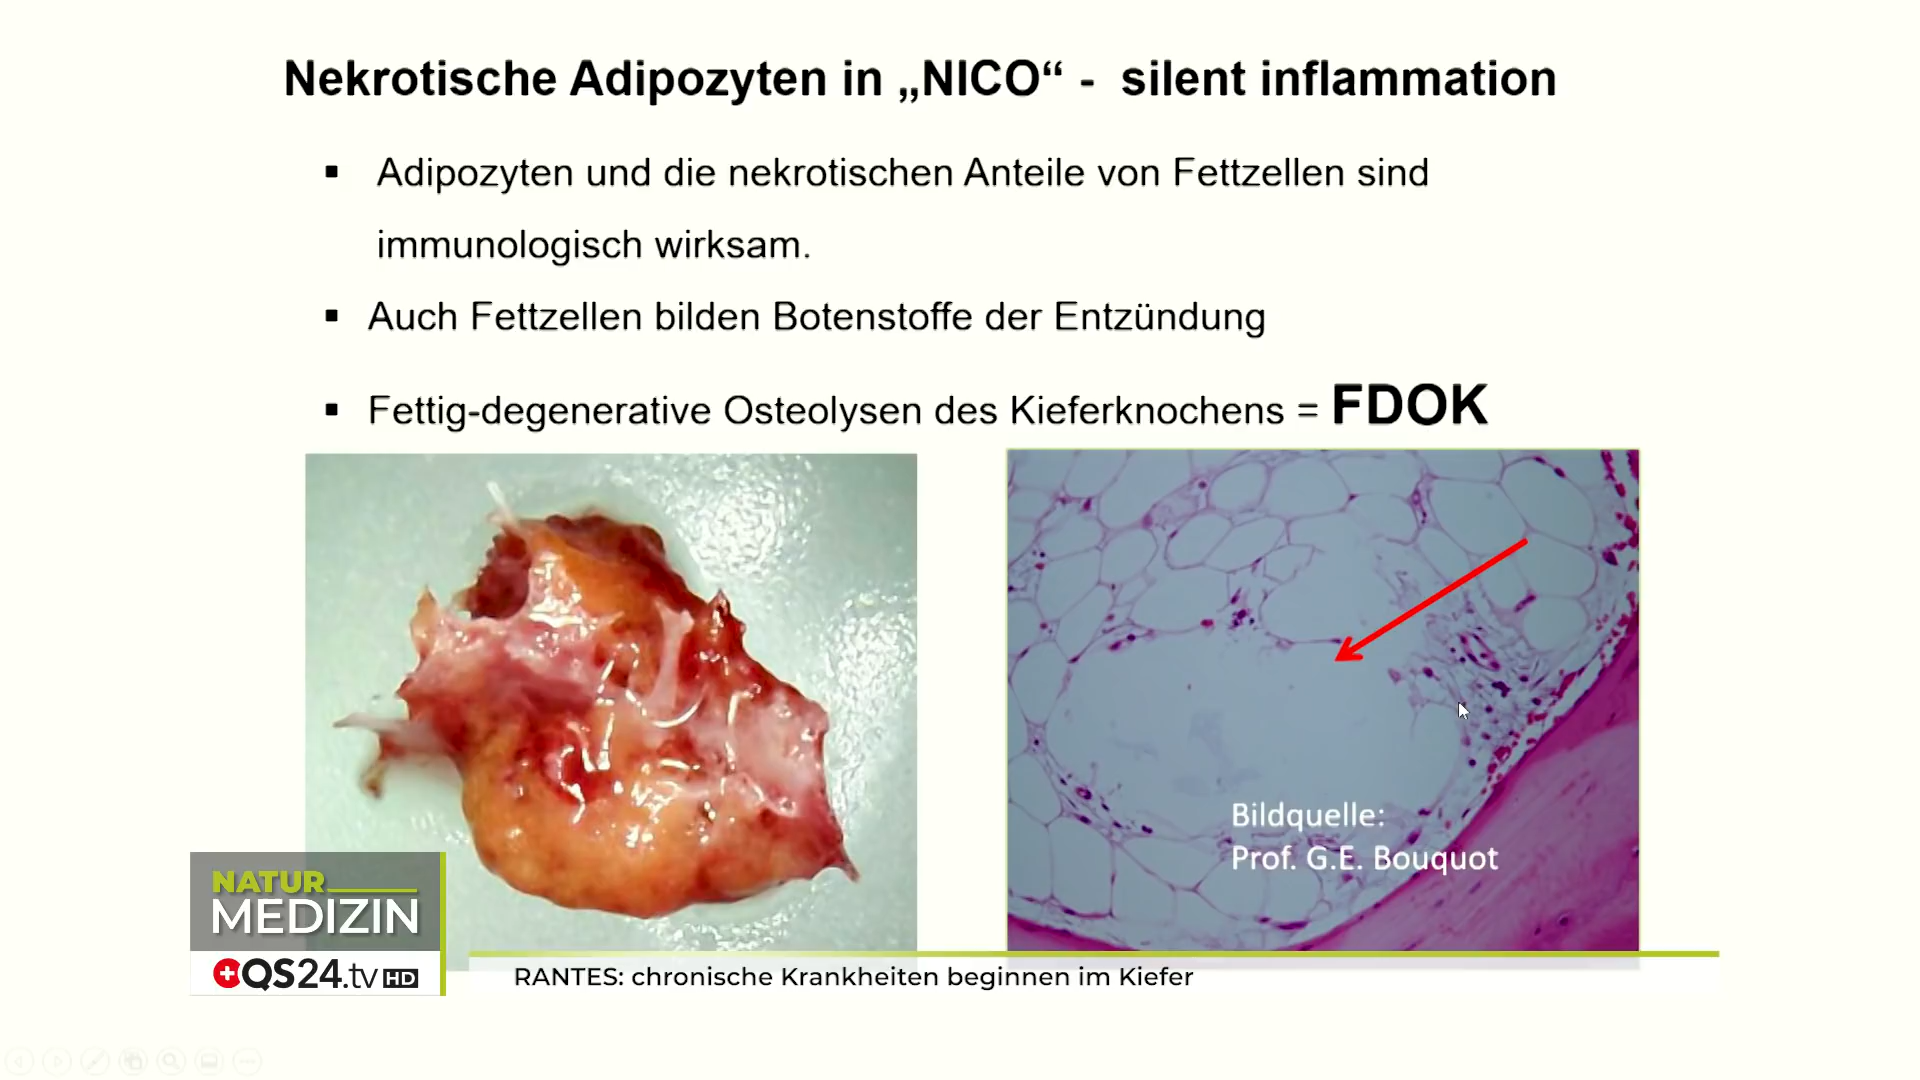 Nekrotische Adipozyten in „NICO“ - silent inflammation
▪ Adipozyten und die nekrotischen Anteile von Fettzellen sind
immunologisch wirksam.
▪ Auch Fettzellen bilden Botenstoffe der Entzündung
▪ Fettig-degenerative Osteolysen des Kieferknochens = FDOK
Bildquelle:
Prof. G.E. Bouquot
NATUR
MEDIZIN
QS24.tv HD
RANTES: chronische Krankheiten beginnen im Kiefer